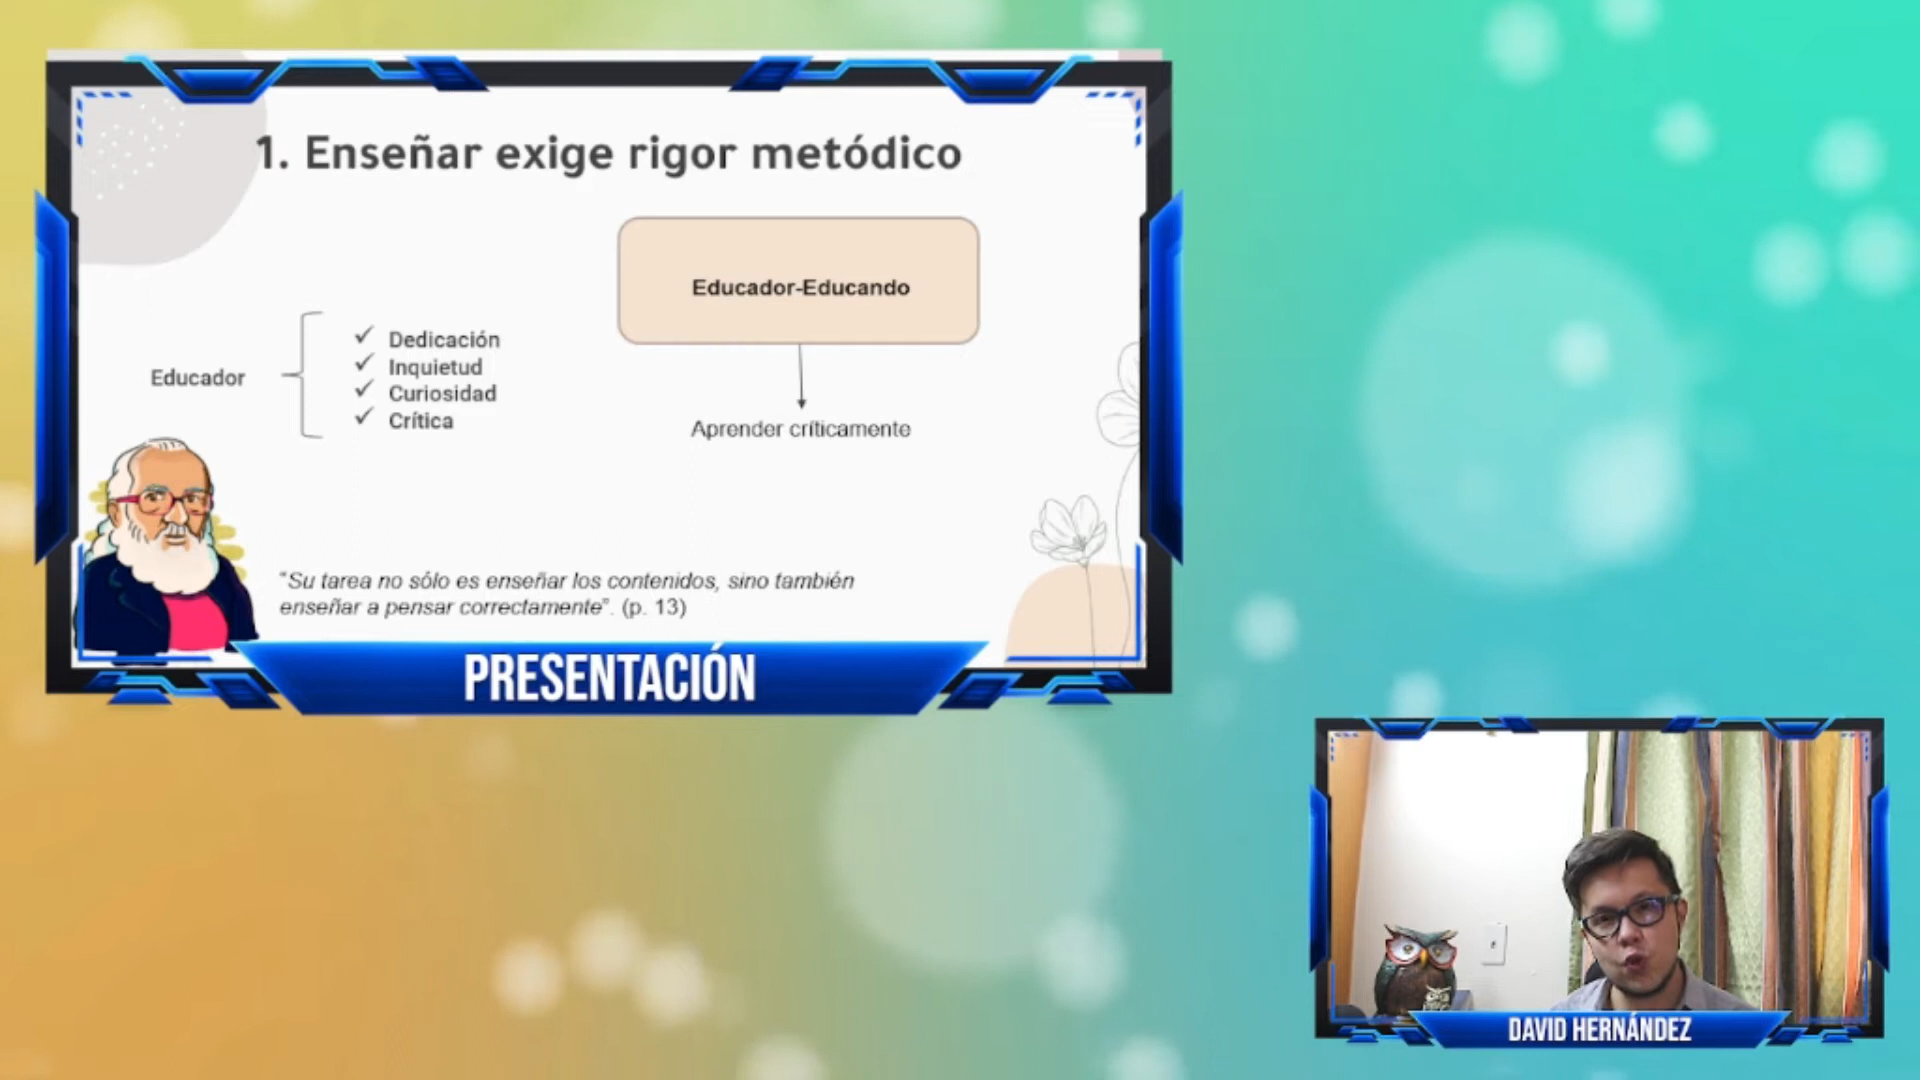 1. Enseñar exige rigor metódico
Educador-Educando
Educador
Dedicación
Inquietud
Curiosidad
Crítica
Aprender críticamente
“Su tarea no sólo es enseñar los contenidos, sino también
enseñar a pensar correctamente”. (p. 13)
PRESENTACIÓN
DAVID HERNÁNDEZ